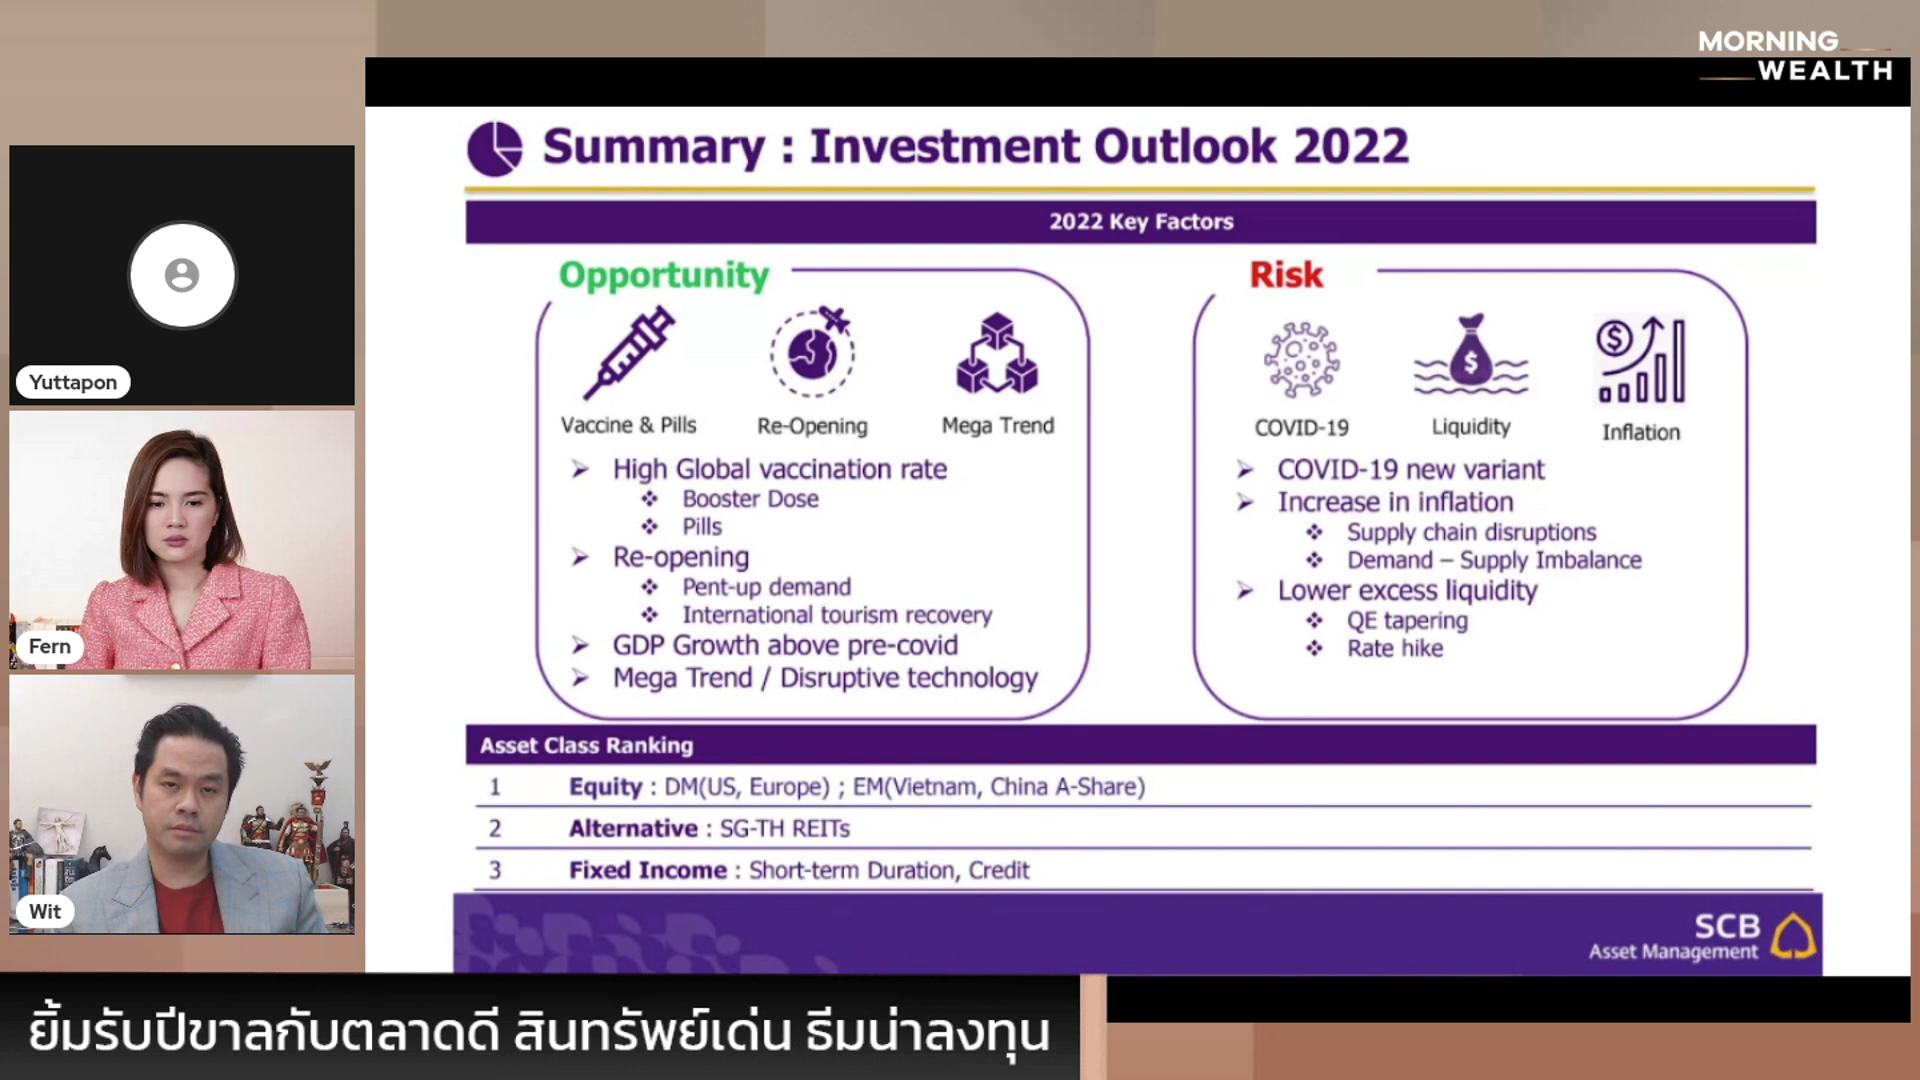 MORNING
WEALTH
Summary : Investment Outlook 2022
2022 Key Factors
Opportunity
Vaccine & Pills
Re-Opening
Mega Trend
High Global vaccination rate
Booster Dose
Pills
Re-opening
Pent-up demand
International tourism recovery
GDP Growth above pre-covid
Mega Trend / Disruptive technology
Risk
COVID-19
Liquidity
Inflation
COVID-19 new variant
Increase in inflation
Supply chain disruptions
Demand – Supply Imbalance
Lower excess liquidity
QE tapering
Rate hike
Asset Class Ranking
1 Equity : DM(US, Europe) ; EM(Vietnam, China A-Share)
2 Alternative : SG-TH REITs
3 Fixed Income : Short-term Duration, Credit
SCB
Asset Management
Yuttapon
Fern
Wit
ยิ้มรับปีขาลกับตลาดดี สินทรัพย์เด่น ธีมน่าลงทุน